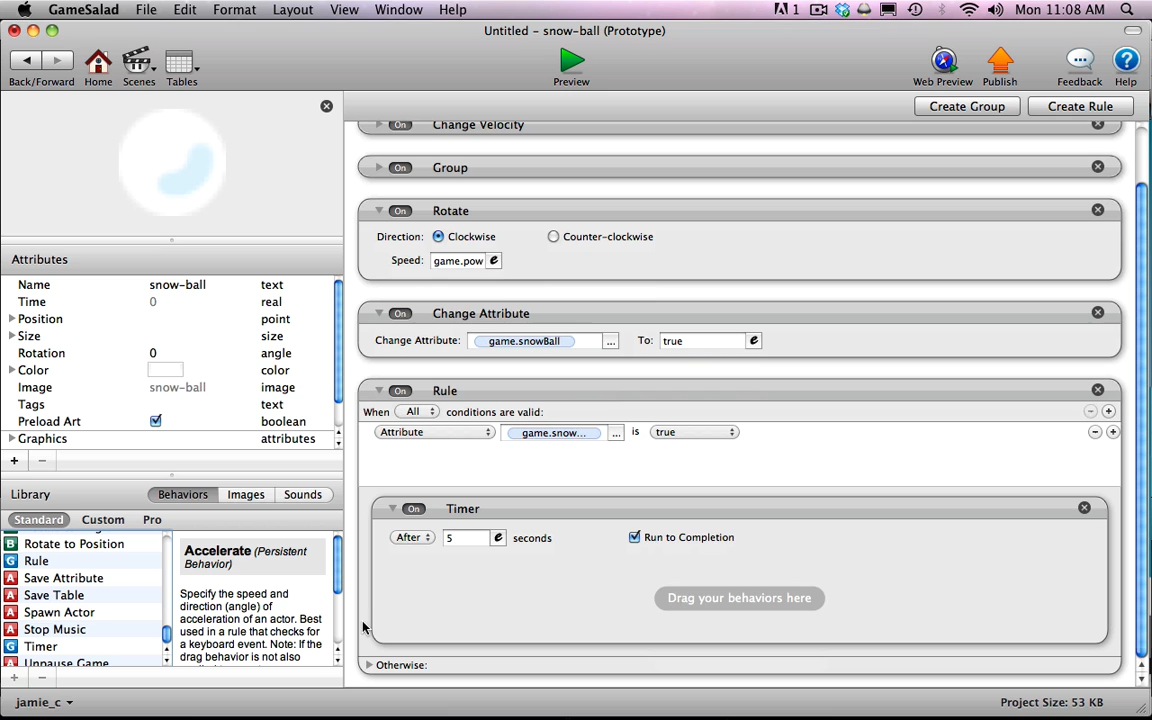 GameSalad File Edit Format Layout View Window Help 1 Mon 11:08 AM
Untitled – snow-ball (Prototype)
Back/Forward Home Scenes Tables Preview Web Preview Publish Feedback Help
Create Group Create Rule
On Change Velocity
On Group
On Rotate
Direction: Clockwise Counter-clockwise
Speed: game.pow e
On Change Attribute
Change Attribute: game.snowBall ... To: true e
On Rule
When All conditions are valid:
Attribute game.snow... ... is true
On Timer
After 5 e seconds Run to Completion
Drag your behaviors here
Otherwise:
Attributes
Name snow-ball text
Time 0 real
Position point
Size size
Rotation 0 angle
Color color
Image snow-ball image
Tags text
Preload Art boolean
Graphics attributes
Library Behaviors Images Sounds
Standard Custom Pro
B Rotate to Position
G Rule
A Save Attribute
A Save Table
A Spawn Actor
A Stop Music
G Timer
A Unpause Game
Accelerate (Persistent
Behavior)
Specify the speed and
direction (angle) of
acceleration of an actor. Best
used in a rule that checks for
a keyboard event. Note: If the
drag behavior is not also
jamie_c Project Size: 53 KB